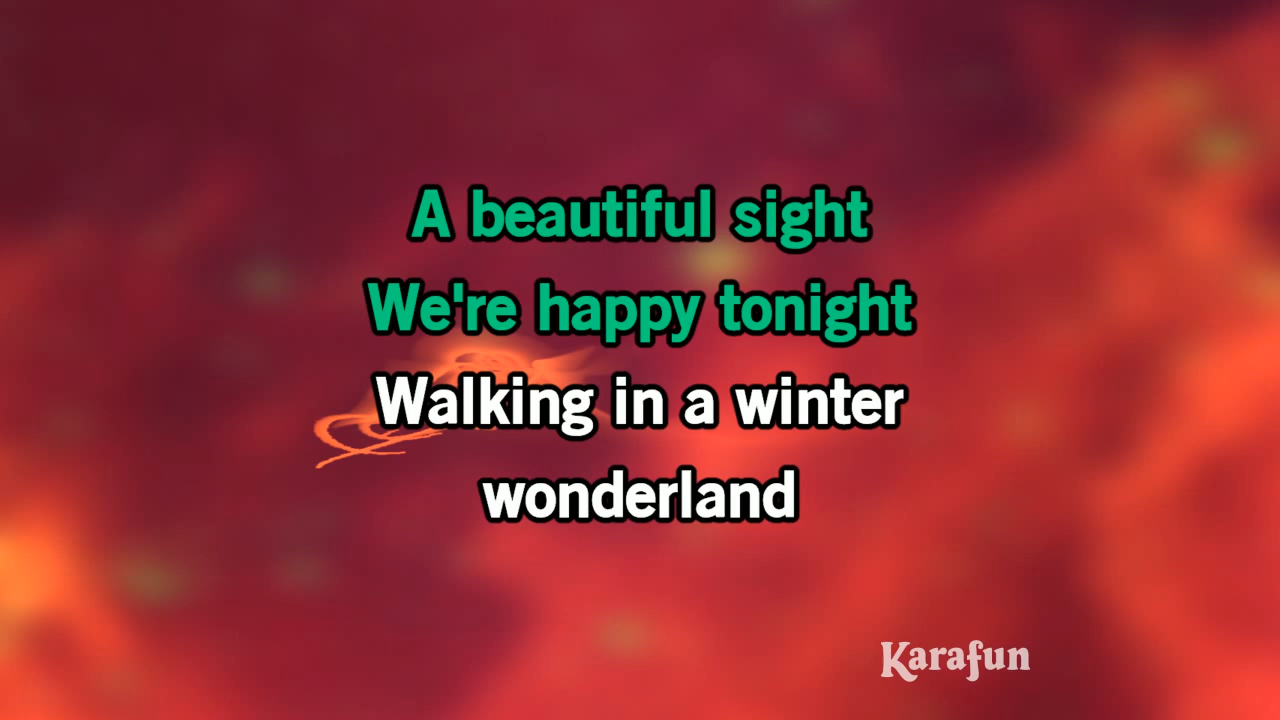 A beautiful sight
We're happy tonight
Walking in a winter
wonderland
Karafun